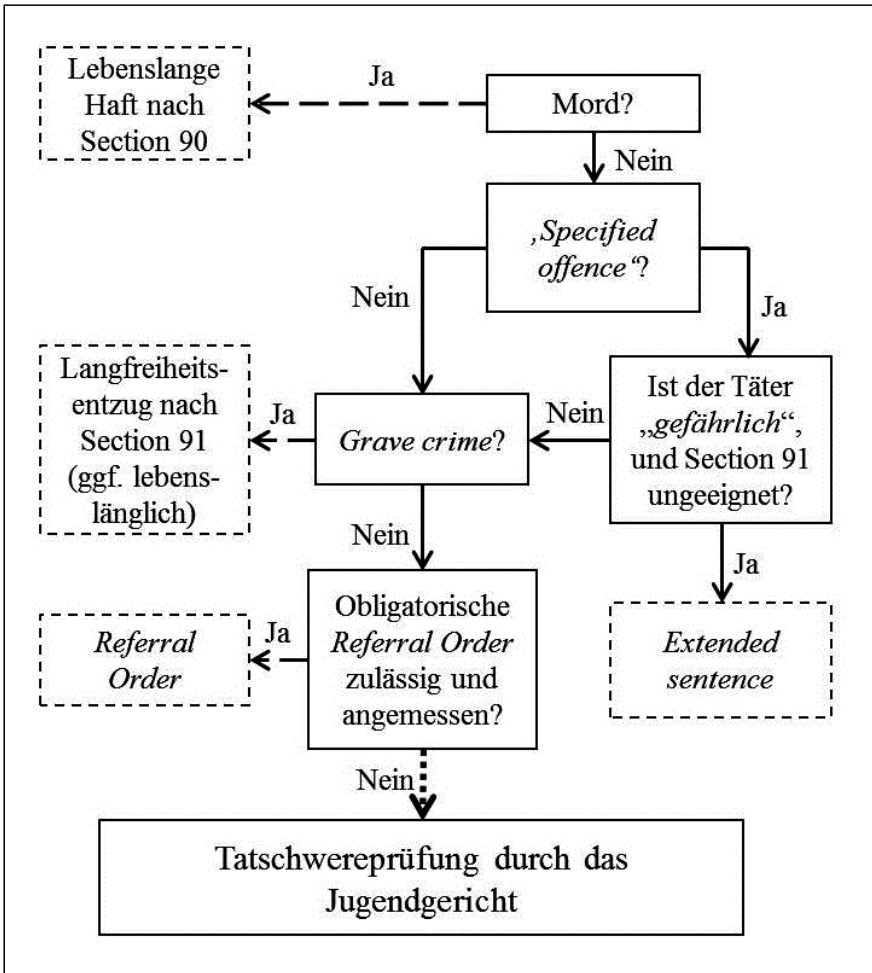 Lebenslange
Haft nach
Section 90
Ja
Mord?
Nein
‚Specified
offence‘?
Nein
Ja
Langfreiheits-
entzug nach
Section 91
(ggf. lebens-
länglich)
Ja
Grave crime?
Nein
Ist der Täter
„gefährlich“,
und Section 91
ungeeignet?
Nein
Ja
Referral
Order
Ja
Obligatorische
Referral Order
zulässig und
angemessen?
Extended
sentence
Nein
Tatschwereprüfung durch das
Jugendgericht